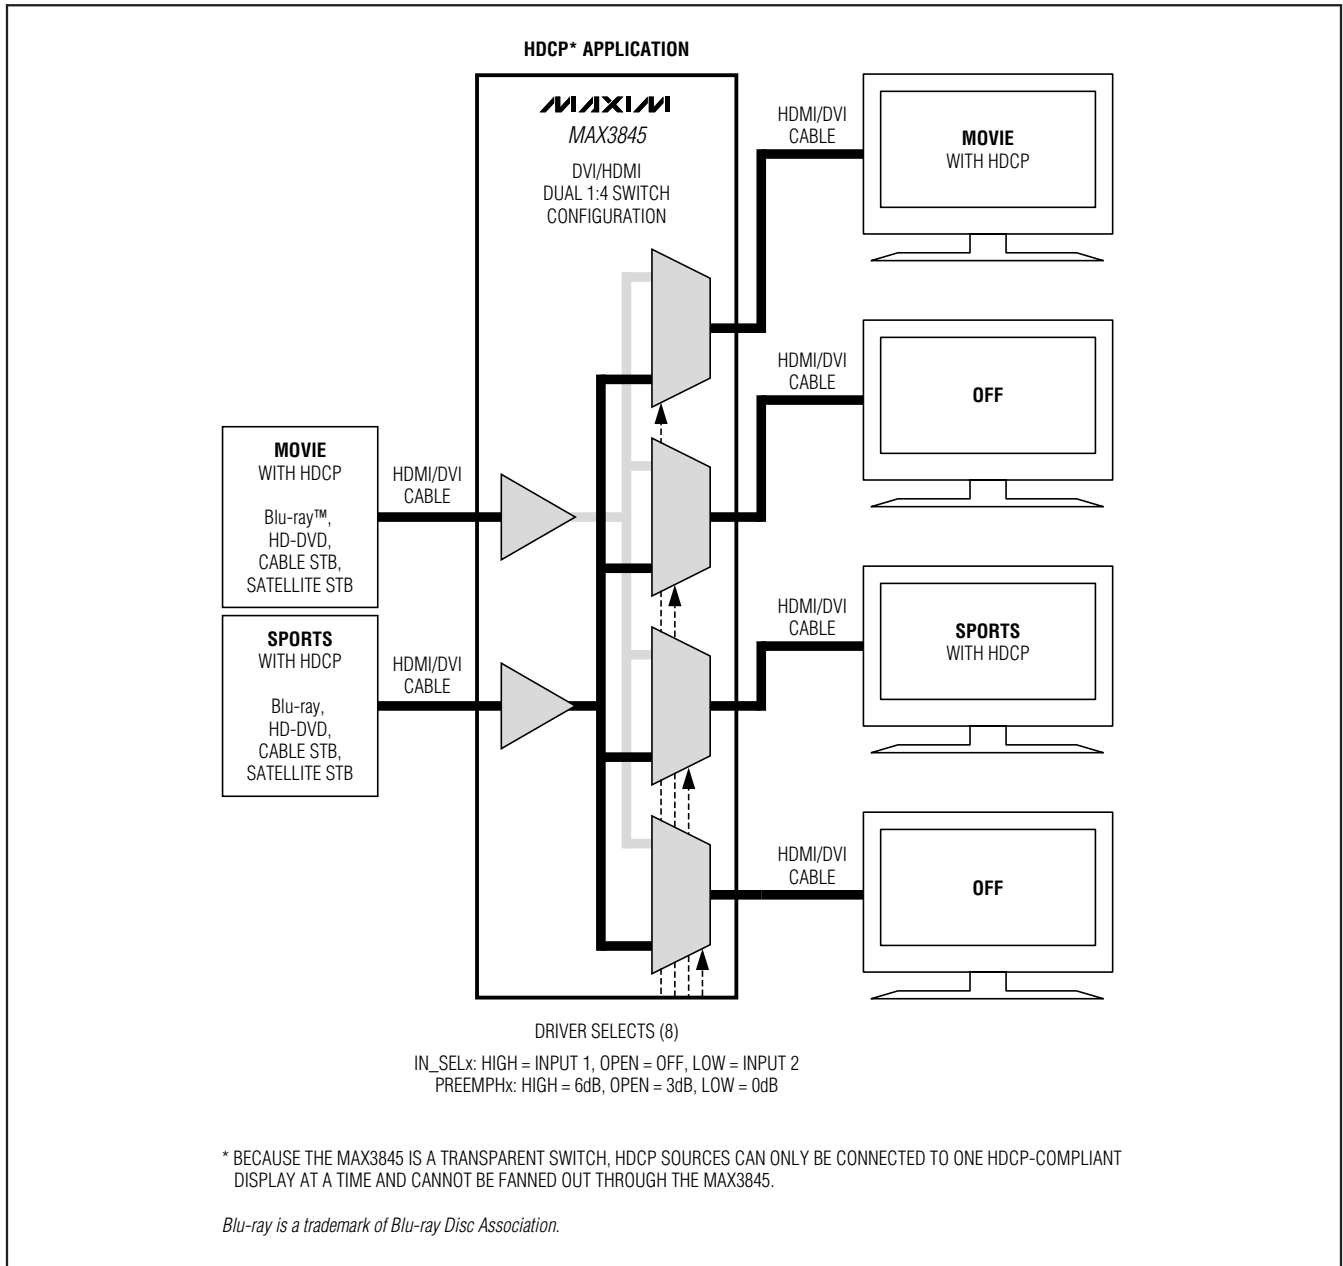 HDCP* APPLICATION
MAXIM
MAX3845
DVI/HDMI
DUAL 1:4 SWITCH
CONFIGURATION
HDMI/DVI
CABLE
MOVIE
WITH HDCP
HDMI/DVI
CABLE
OFF
MOVIE
WITH HDCP
Blu-ray™,
HD-DVD,
CABLE STB,
SATELLITE STB
HDMI/DVI
CABLE
SPORTS
WITH HDCP
Blu-ray,
HD-DVD,
CABLE STB,
SATELLITE STB
HDMI/DVI
CABLE
HDMI/DVI
CABLE
SPORTS
WITH HDCP
HDMI/DVI
CABLE
OFF
DRIVER SELECTS (8)
IN_SELx: HIGH = INPUT 1, OPEN = OFF, LOW = INPUT 2
PREEMPHx: HIGH = 6dB, OPEN = 3dB, LOW = 0dB
* BECAUSE THE MAX3845 IS A TRANSPARENT SWITCH, HDCP SOURCES CAN ONLY BE CONNECTED TO ONE HDCP-COMPLIANT
DISPLAY AT A TIME AND CANNOT BE FANNED OUT THROUGH THE MAX3845.
Blu-ray is a trademark of Blu-ray Disc Association.